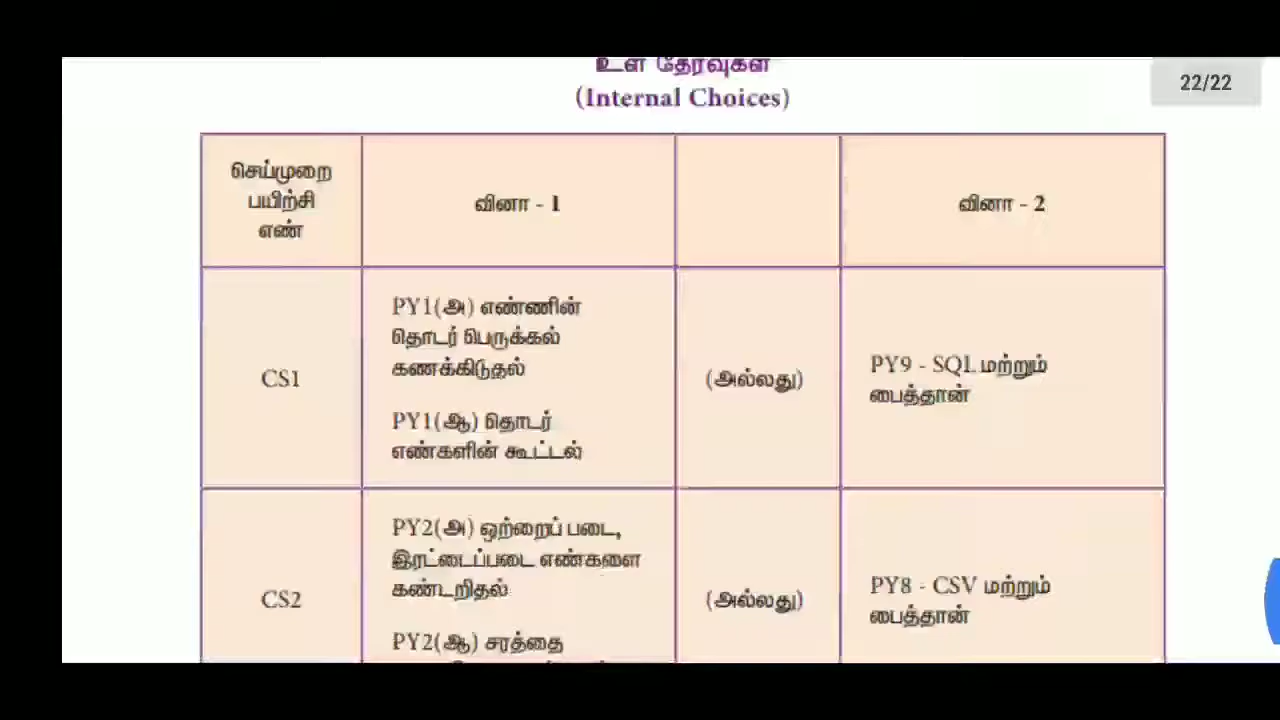 உள் தேர்வுகள்
(Internal Choices)
22/22
செய்முறை
பயிற்சி
எண்
வினா - 1
வினா - 2
CS1
PY1(அ) எண்ணின்
தொடர் பெருக்கல்
கணக்கிடுதல்
PY1(ஆ) தொடர்
எண்களின் கூட்டல்
(அல்லது)
PY9 - SQL மற்றும்
பைத்தான்
CS2
PY2(அ) ஒற்றைப் படை,
இரட்டைப்படை எண்களை
கண்டறிதல்
PY2(ஆ) சரத்தை
(அல்லது)
PY8 - CSV மற்றும்
பைத்தான்